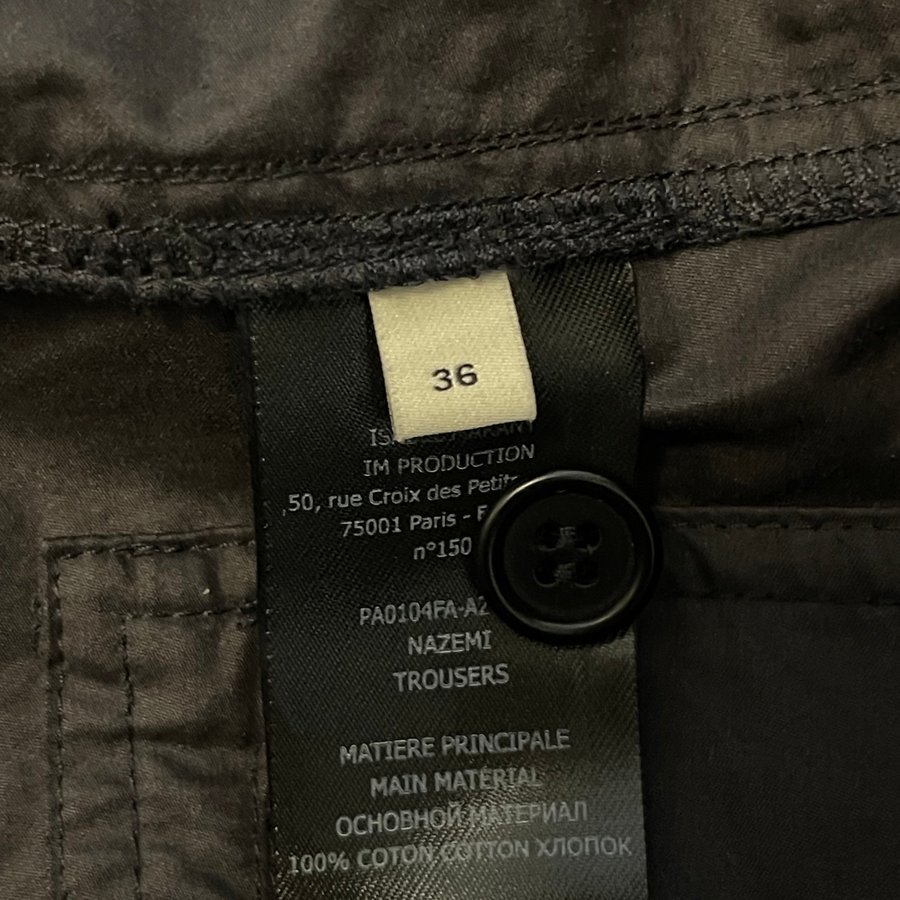 36
IM PRODUCTION
50, rue Croix des Petits
75001 Paris -
n°150
PA0104FA-A2
NAZEMI
TROUSERS
MATIERE PRINCIPALE
MAIN MATERIAL
ОСНОВНОЙ МАТЕРИАЛ
100% COTON COTTON ХЛОПОК